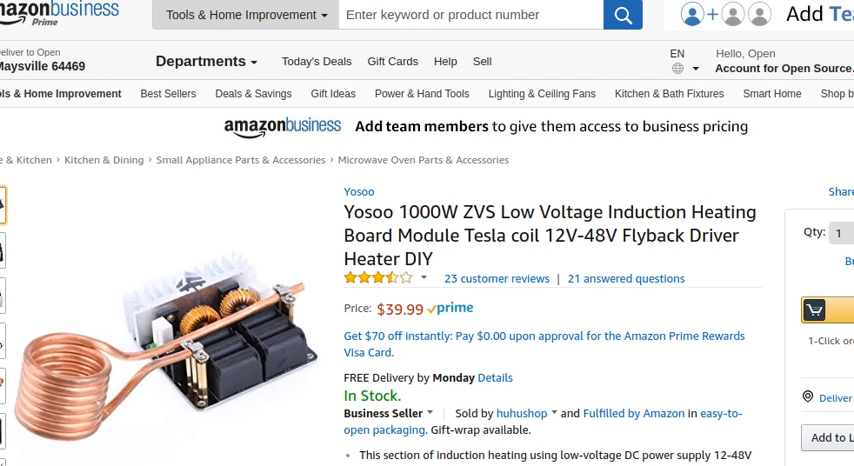 amazonbusiness
Prime
Tools & Home Improvement
Enter keyword or product number
Add
Deliver to Open
Maysville 64469
Departments
Today's Deals
Gift Cards
Help
Sell
EN
Hello, Open
Account for Open Source
Home Improvement
Best Sellers
Deals & Savings
Gift Ideas
Power & Hand Tools
Lighting & Ceiling Fans
Kitchen & Bath Fixtures
Smart Home
Shop
amazonbusiness Add team members to give them access to business pricing
& Kitchen › Kitchen & Dining › Small Appliance Parts & Accessories › Microwave Oven Parts & Accessories
Yosoo
Share
Yosoo 1000W ZVS Low Voltage Induction Heating
Board Module Tesla coil 12V-48V Flyback Driver
Heater DIY
23 customer reviews | 21 answered questions
Price: $39.99 prime
Get $70 off instantly: Pay $0.00 upon approval for the Amazon Prime Rewards
Visa Card.
FREE Delivery by Monday Details
In Stock.
Business Seller | Sold by huhushop and Fulfilled by Amazon in easy-
to-open packaging. Gift-wrap available.
• This section of induction heating using low-voltage DC power supply 12-48V
Qty: 1
1-Click or
Deliver
Add to L